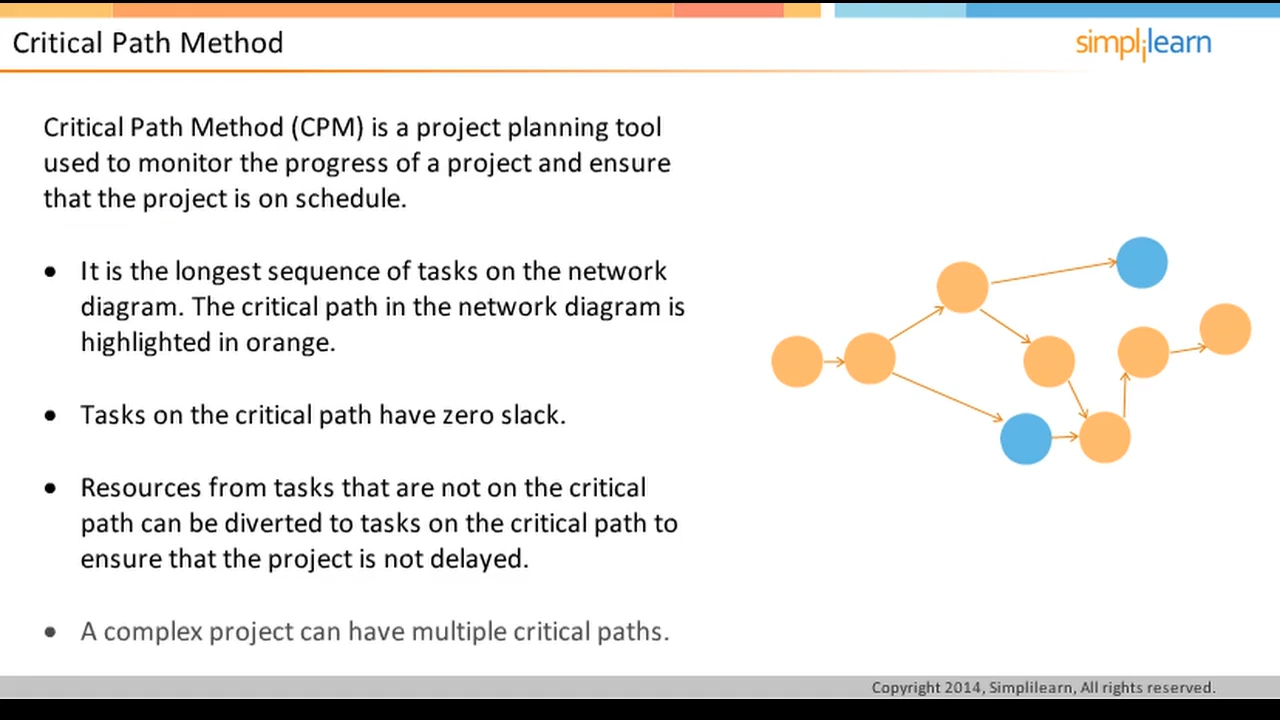 Critical Path Method
simplilearn
Critical Path Method (CPM) is a project planning tool
used to monitor the progress of a project and ensure
that the project is on schedule.
• It is the longest sequence of tasks on the network
diagram. The critical path in the network diagram is
highlighted in orange.
• Tasks on the critical path have zero slack.
• Resources from tasks that are not on the critical
path can be diverted to tasks on the critical path to
ensure that the project is not delayed.
• A complex project can have multiple critical paths.
Copyright 2014, Simplilearn, All rights reserved.